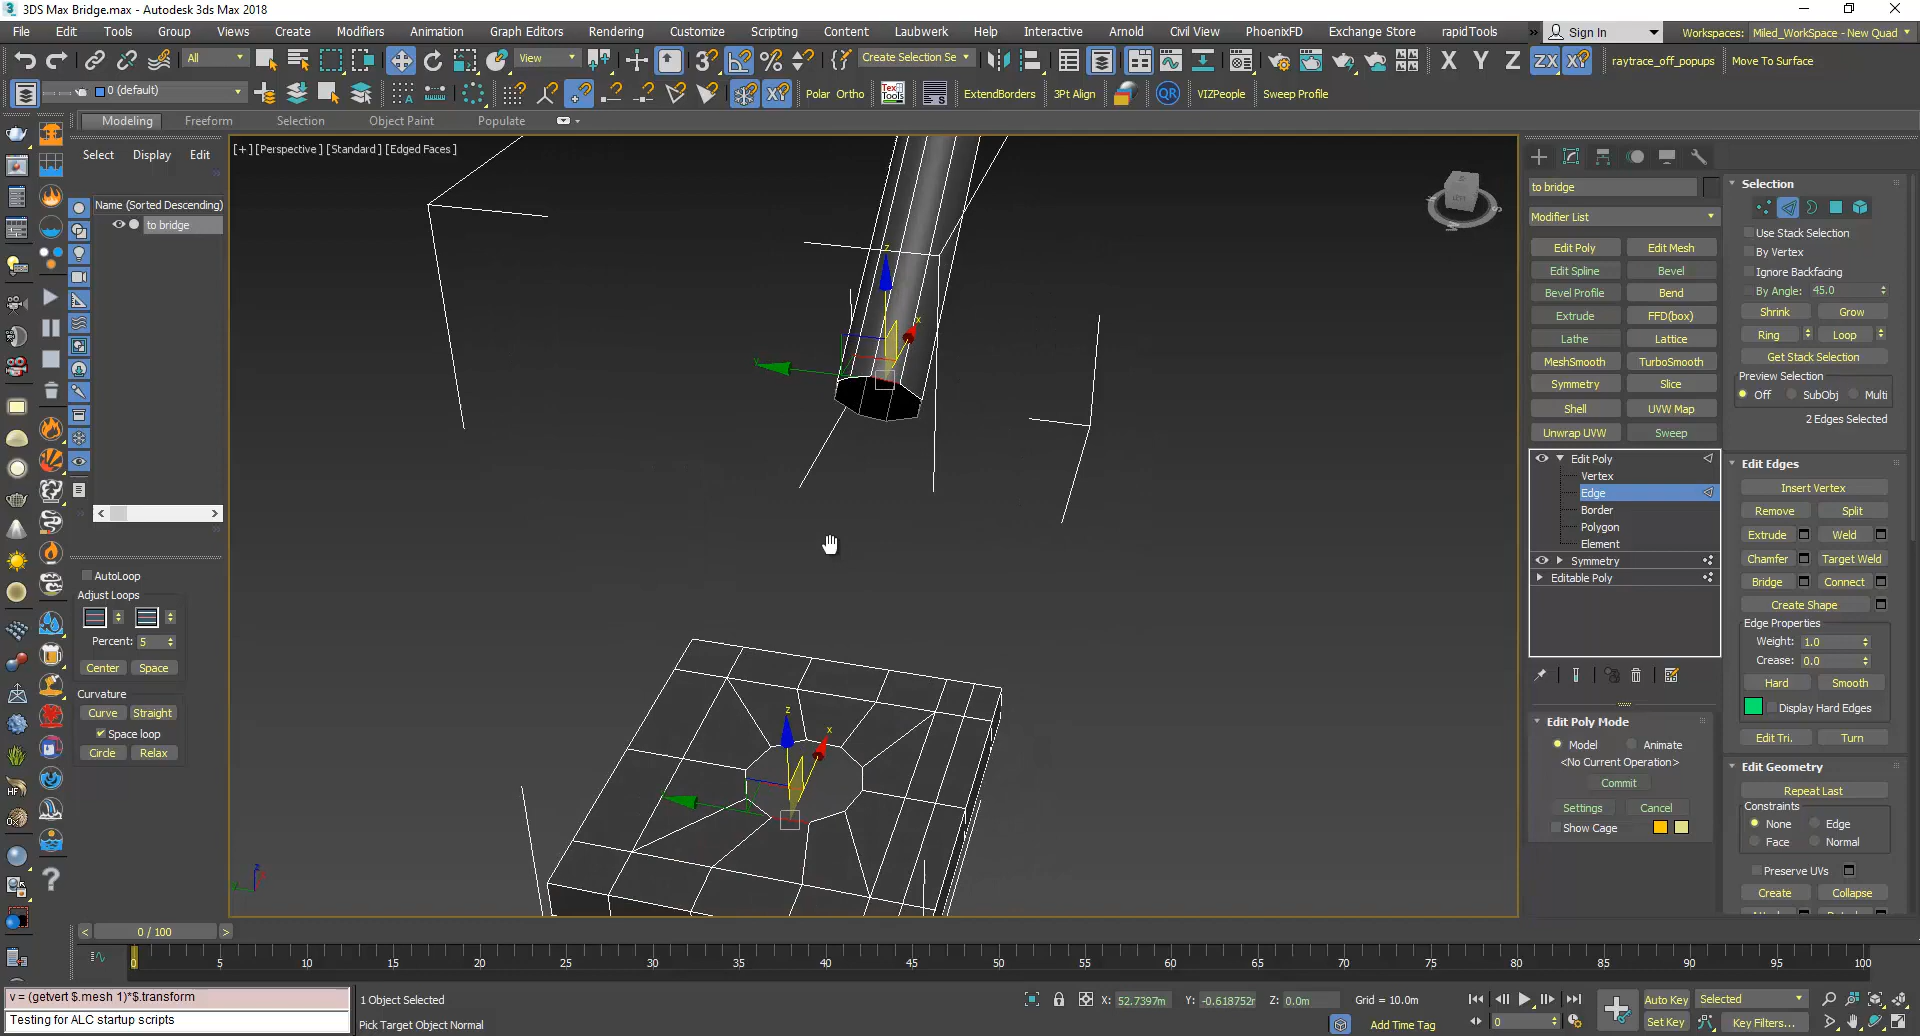 3DS Max Bridge.max - Autodesk 3ds Max 2018
File Edit Tools Group Views Create Modifiers Animation Graph Editors Rendering Customize Scripting Content Laubwerk Help Interactive Arnold Civil View PhoenixFD Exchange Store rapidTools » Sign In Workspaces: Miled_WorkSpace - New Quad
All View 3 % Create Selection Se X Y Z ZX XY raytrace_off_popups Move To Surface
0 (default) XY Polar Ortho ExtendBorders 3Pt Align QR VIZPeople Sweep Profile
Modeling Freeform Selection Object Paint Populate
Select Display Edit
Name (Sorted Descending)
to bridge
AutoLoop
Adjust Loops
Percent: 5
Center Space
Curvature
Curve Straight
Space loop
Circle Relax
[+] [Perspective ] [Standard ] [Edged Faces ]
z
x
y
z
x
z
to bridge
Modifier List
Edit Poly Edit Mesh
Edit Spline Bevel
Bevel Profile Bend
Extrude FFD(box)
Lathe Lattice
MeshSmooth TurboSmooth
Symmetry Slice
Shell UVW Map
Unwrap UVW Sweep
Edit Poly
Vertex
Edge
Border
Polygon
Element
Symmetry
Editable Poly
Edit Poly Mode
Model Animate
<No Current Operation>
Commit
Settings Cancel
Show Cage
Selection
Use Stack Selection
By Vertex
Ignore Backfacing
By Angle: 45.0
Shrink Grow
Ring Loop
Get Stack Selection
Preview Selection
Off SubObj Multi
2 Edges Selected
Edit Edges
Insert Vertex
Remove Split
Extrude Weld
Chamfer Target Weld
Bridge Connect
Create Shape
Edge Properties
Weight: 1.0
Crease: 0.0
Hard Smooth
Display Hard Edges
Edit Tri. Turn
Edit Geometry
Repeat Last
Constraints
None Edge
Face Normal
Preserve UVs
Create Collapse
< 0 / 100 >
0 5 10 15 20 25 30 35 40 45 50 55 60 65 70 75 80 85 90 95 100
v = (getvert $.mesh 1)*$.transform
Testing for ALC startup scripts
1 Object Selected
Pick Target Object Normal
X: 52.7397m Y: -0.618752r Z: 0.0m Grid = 10.0m
Add Time Tag
0
Auto Key Selected
Set Key Key Filters...